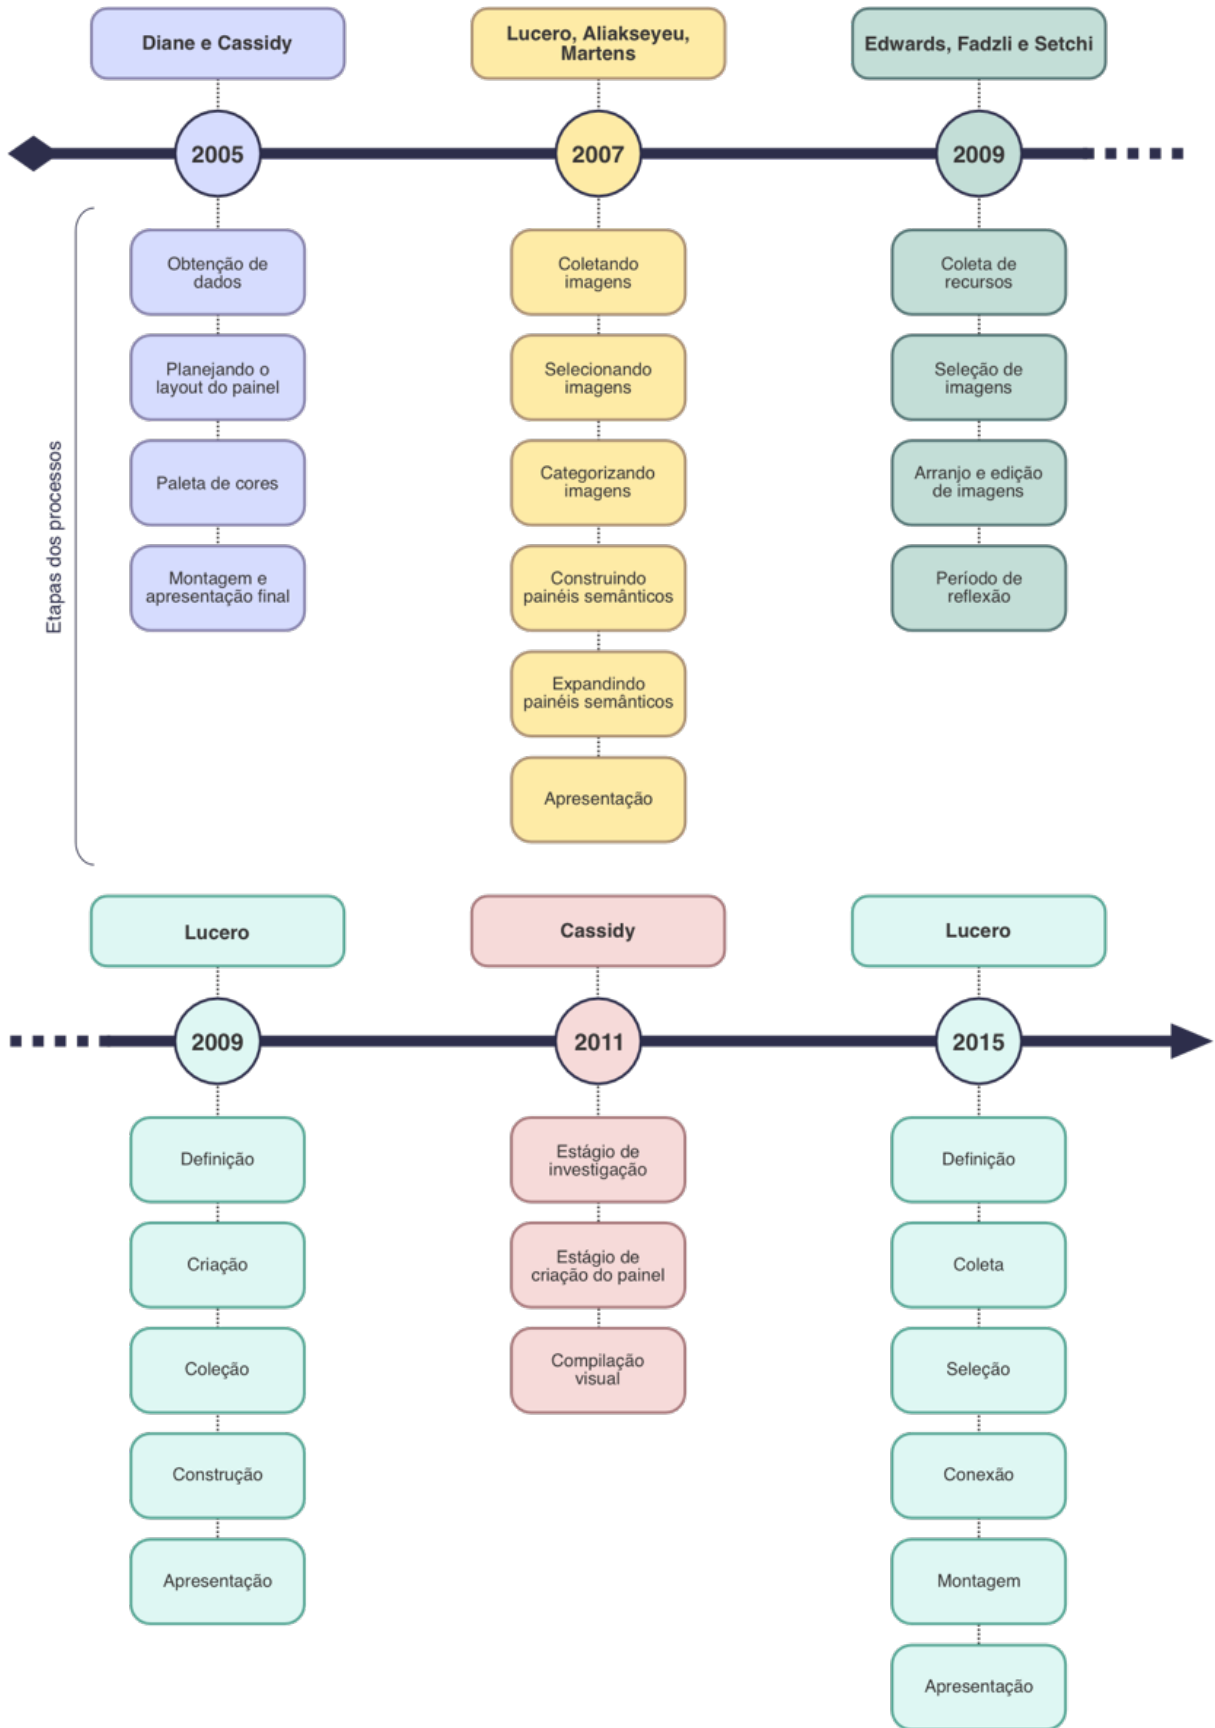 Diane e Cassidy
2005
Obtenção de
dados
Planejando o
layout do painel
Paleta de cores
Montagem e
apresentação final
Lucero, Aliakseyeu,
Martens
2007
Coletando
imagens
Selecionando
imagens
Categorizando
imagens
Construindo
painéis semânticos
Expandindo
painéis semânticos
Apresentação
Edwards, Fadzli e Setchi
2009
Coleta de
recursos
Seleção de
imagens
Arranjo e edição
de imagens
Período de
reflexão
Etapas dos processos
Lucero
2009
Definição
Criação
Coleção
Construção
Apresentação
Cassidy
2011
Estágio de
investigação
Estágio de
criação do painel
Compilação
visual
Lucero
2015
Definição
Coleta
Seleção
Conexão
Montagem
Apresentação